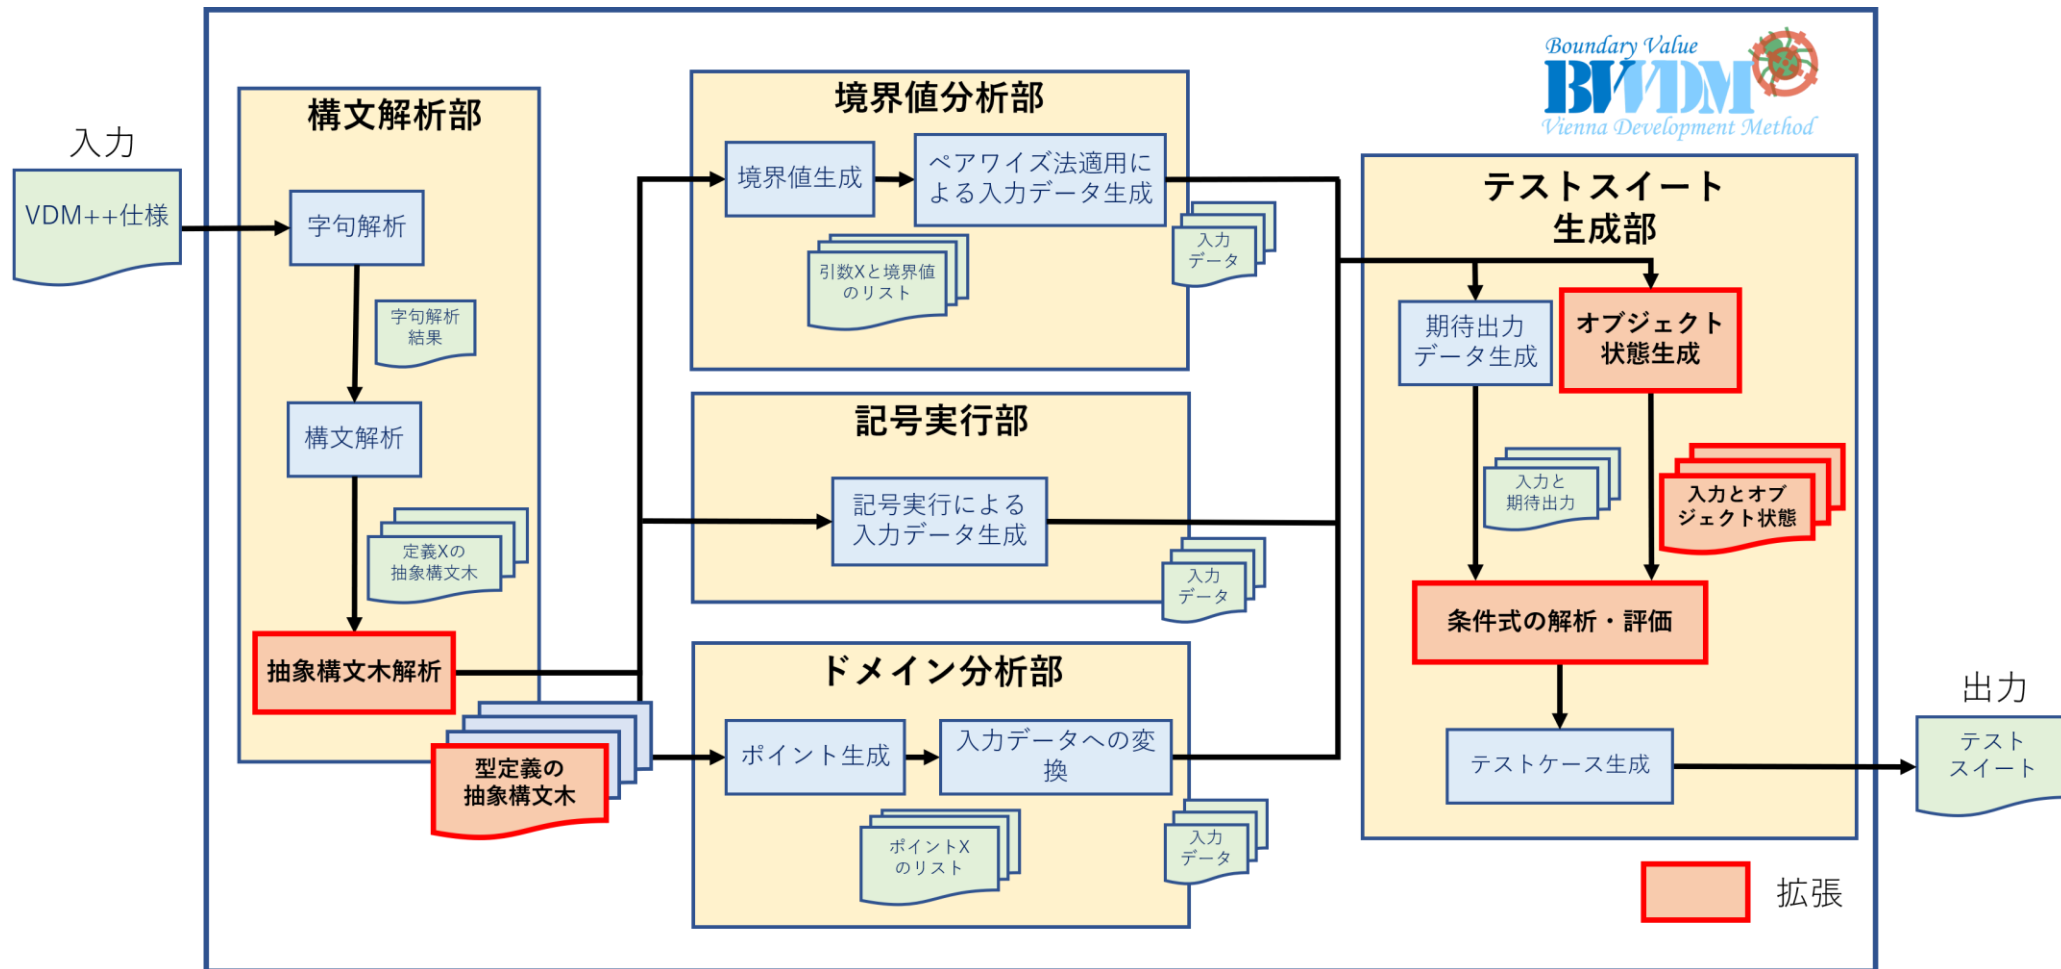 入力
VDM++仕様
構文解析部
字句解析
字句解析
結果
構文解析
定義Xの
抽象構文木
抽象構文木解析
型定義の
抽象構文木
境界値分析部
境界値生成
ペアワイズ法適用に
よる入力データ生成
引数Xと境界値
のリスト
入力
データ
記号実行部
記号実行による
入力データ生成
入力
データ
ドメイン分析部
ポイント生成
入力データへの変
換
ポイントX
のリスト
入力
データ
Boundary Value
BVVDM
Vienna Development Method
テストスイート
生成部
期待出力
データ生成
オブジェクト
状態生成
入力と
期待出力
入力とオブ
ジェクト状態
条件式の解析・評価
テストケース生成
出力
テスト
スイート
拡張